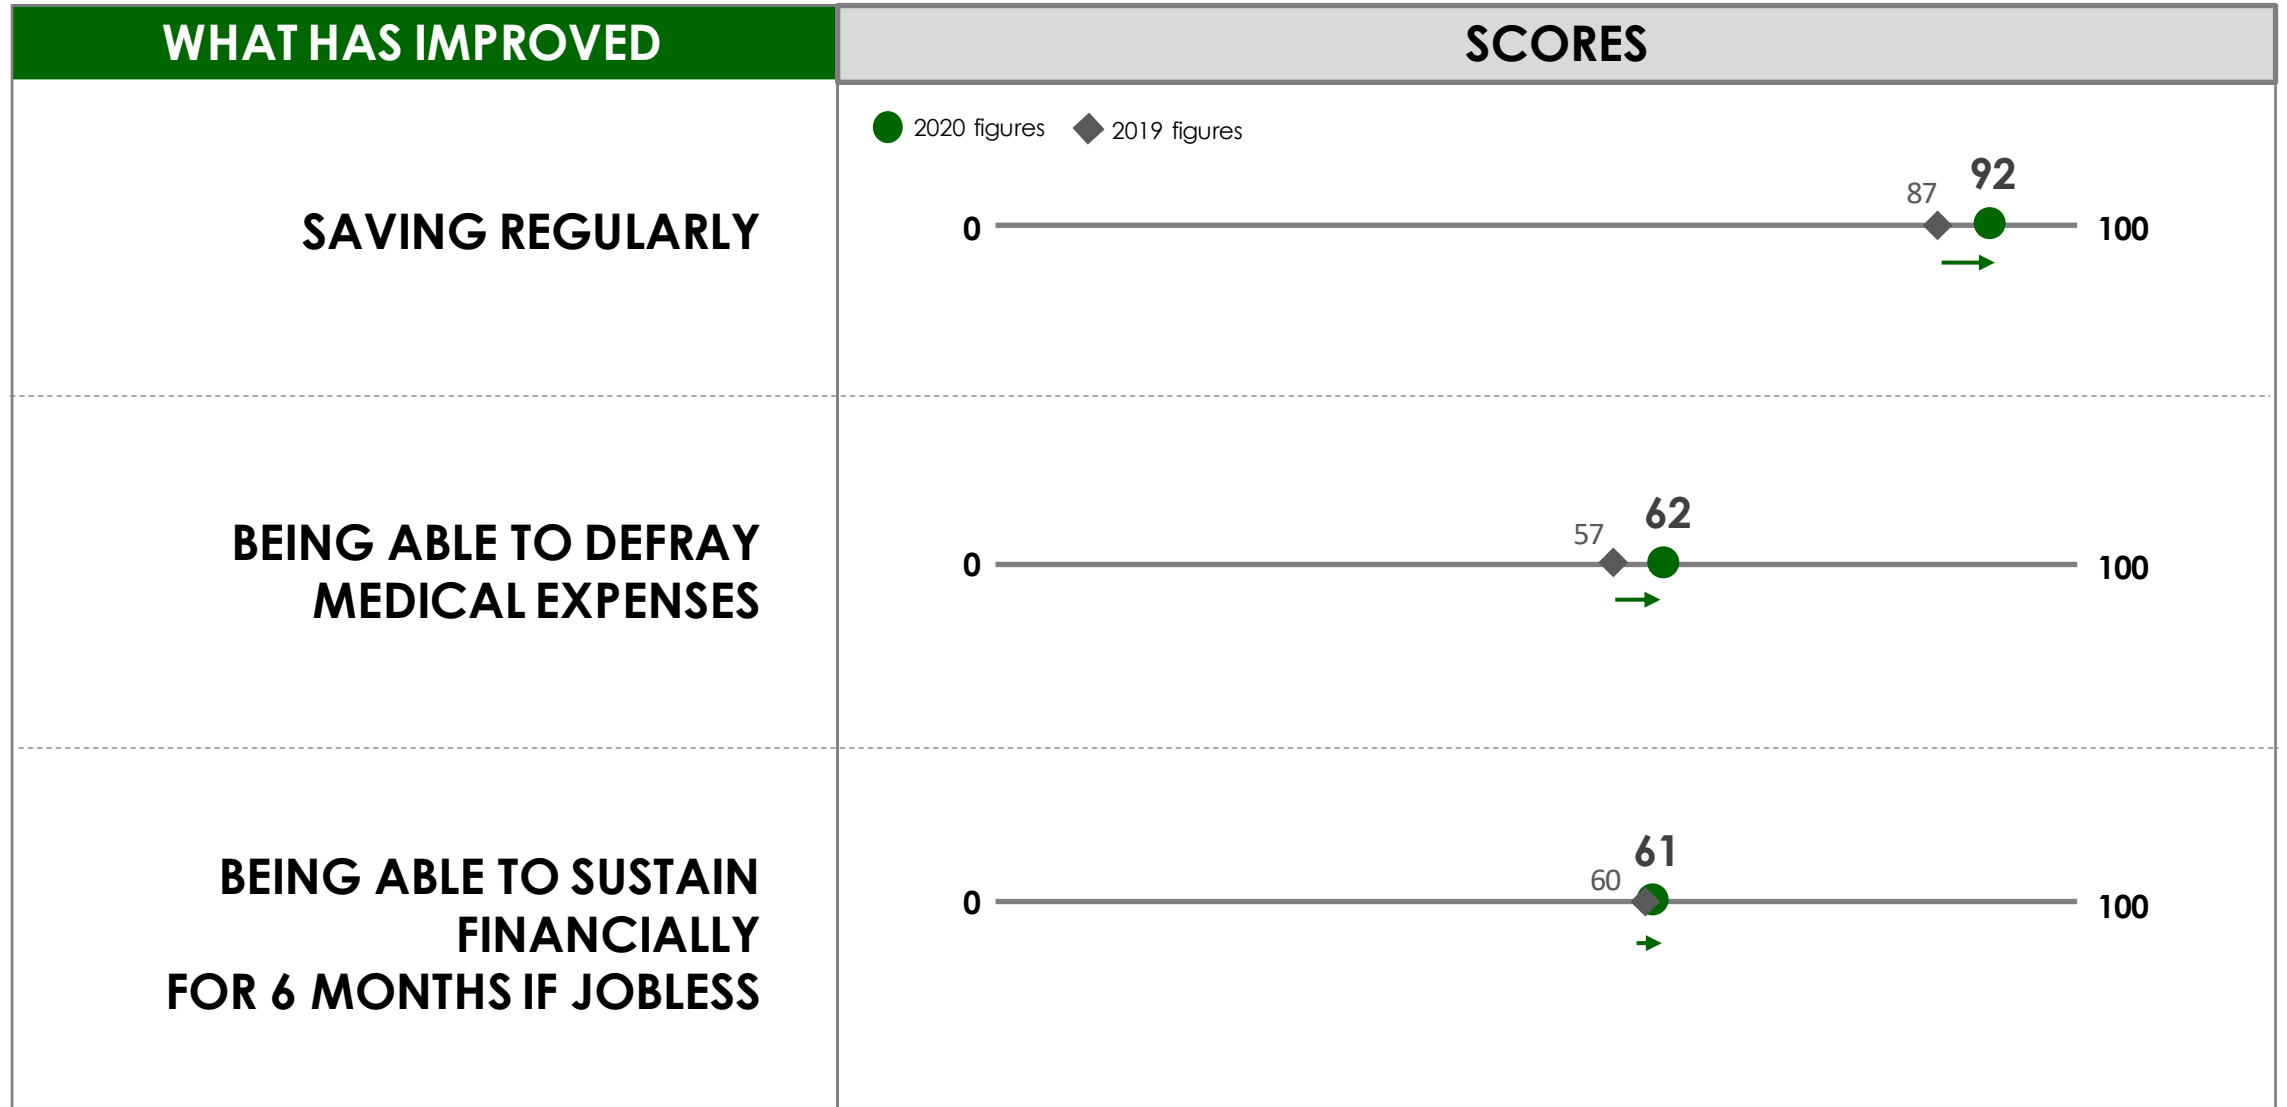 WHAT HAS IMPROVED
SCORES
2020 figures
2019 figures
SAVING REGULARLY
0
87
92
100
BEING ABLE TO DEFRAY
MEDICAL EXPENSES
0
57
62
100
BEING ABLE TO SUSTAIN
FINANCIALLY
FOR 6 MONTHS IF JOBLESS
0
60
61
100